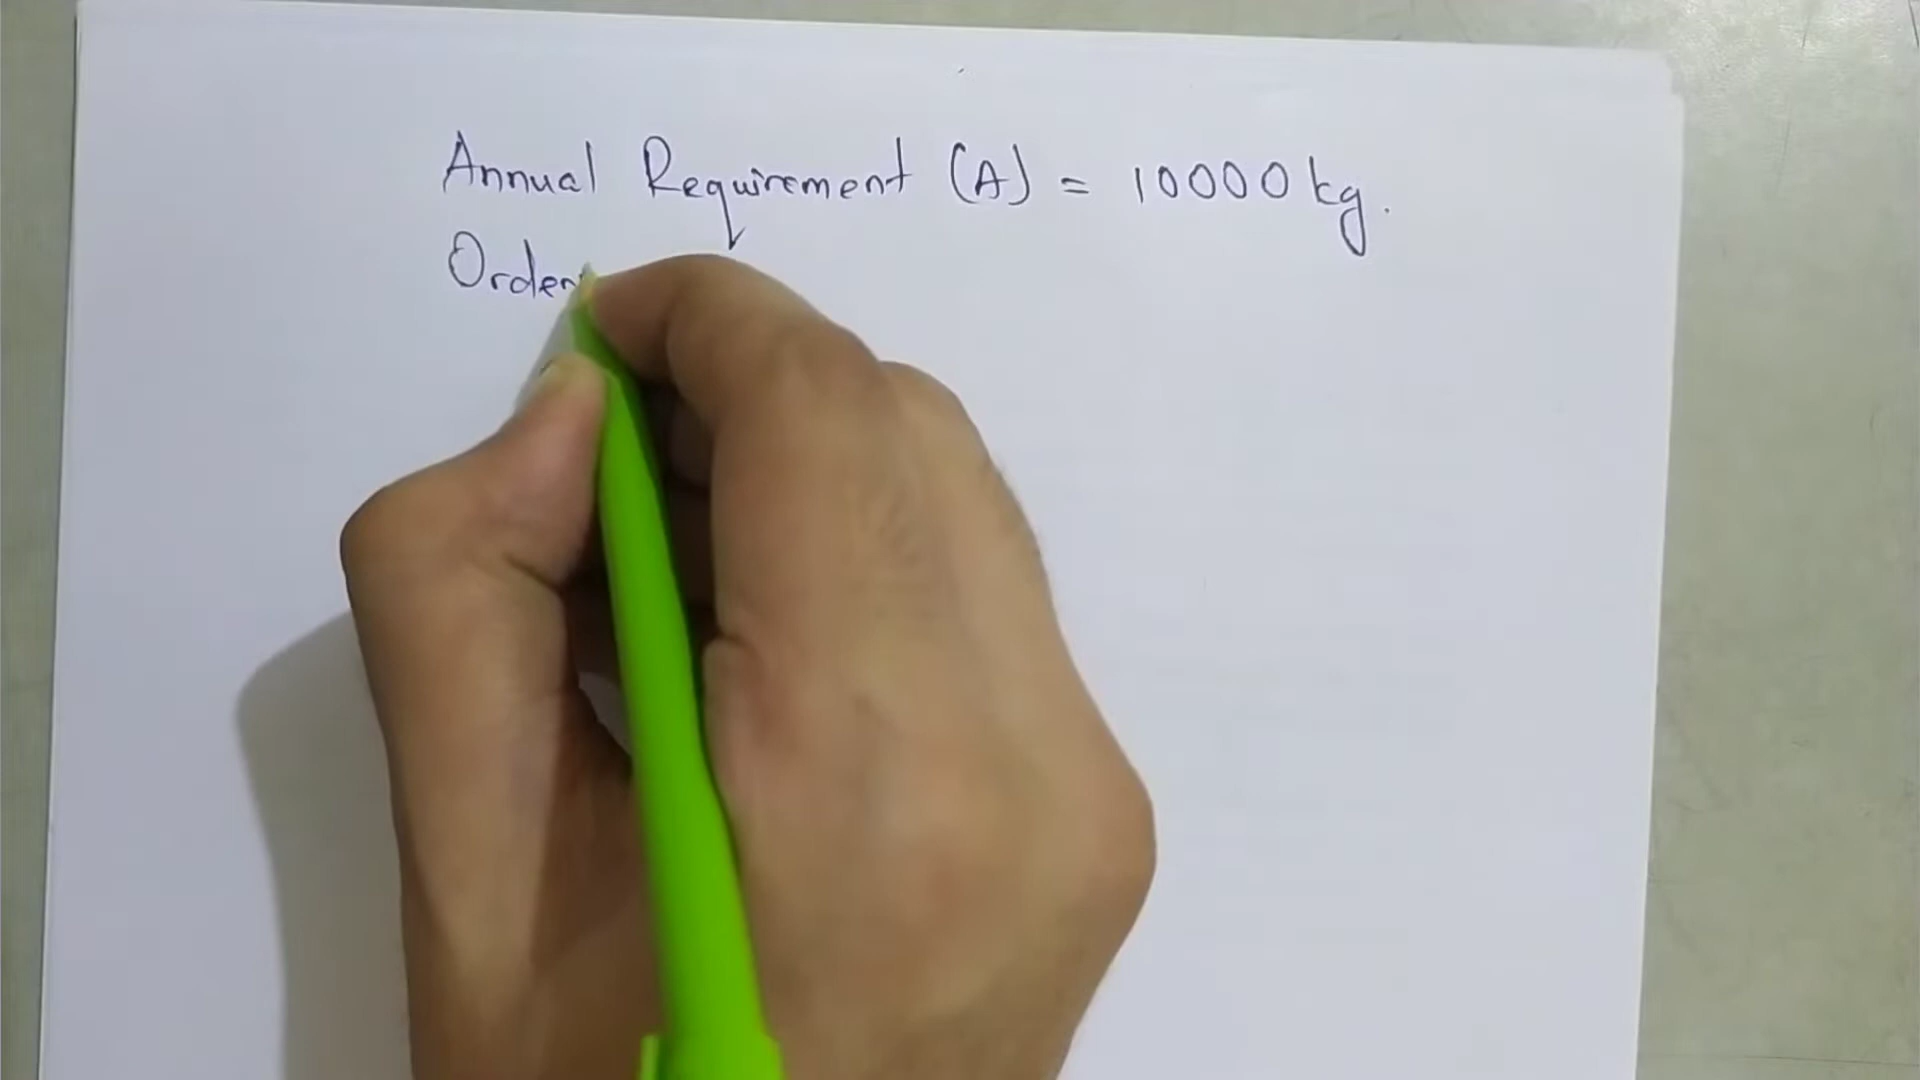 Annual Requirement (A) = 10000 kg.
Order